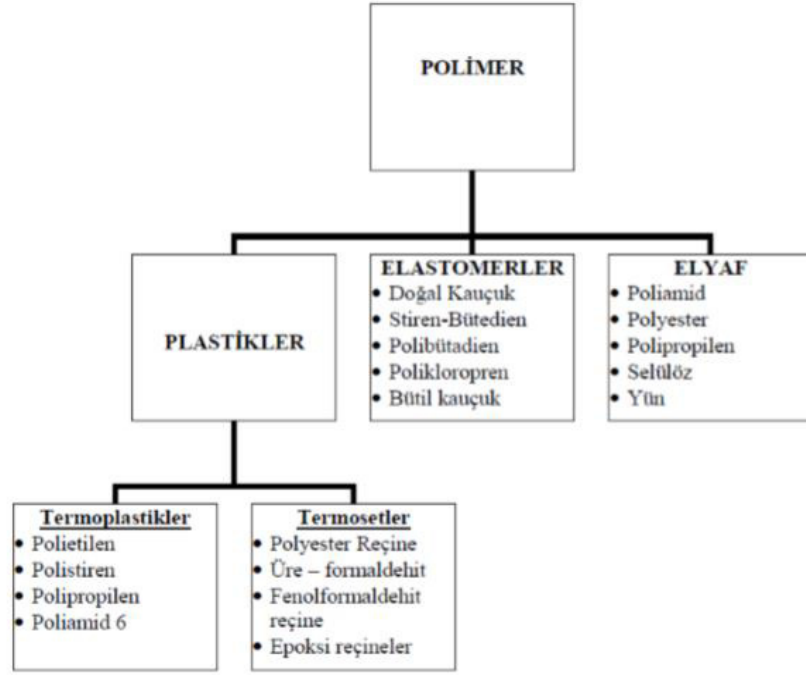 POLİMER
PLASTİKLER
ELASTOMERLER
• Doğal Kauçuk
• Stiren-Bütedien
• Polibütadien
• Polikloropren
• Bütil kauçuk
ELYAF
• Poliamid
• Polyester
• Polipropilen
• Selülöz
• Yün
Termoplastikler
• Polietilen
• Polistiren
• Polipropilen
• Poliamid 6
Termosetler
• Polyester Reçine
• Üre – formaldehit
• Fenolformaldehit
reçine
• Epoksi reçineler